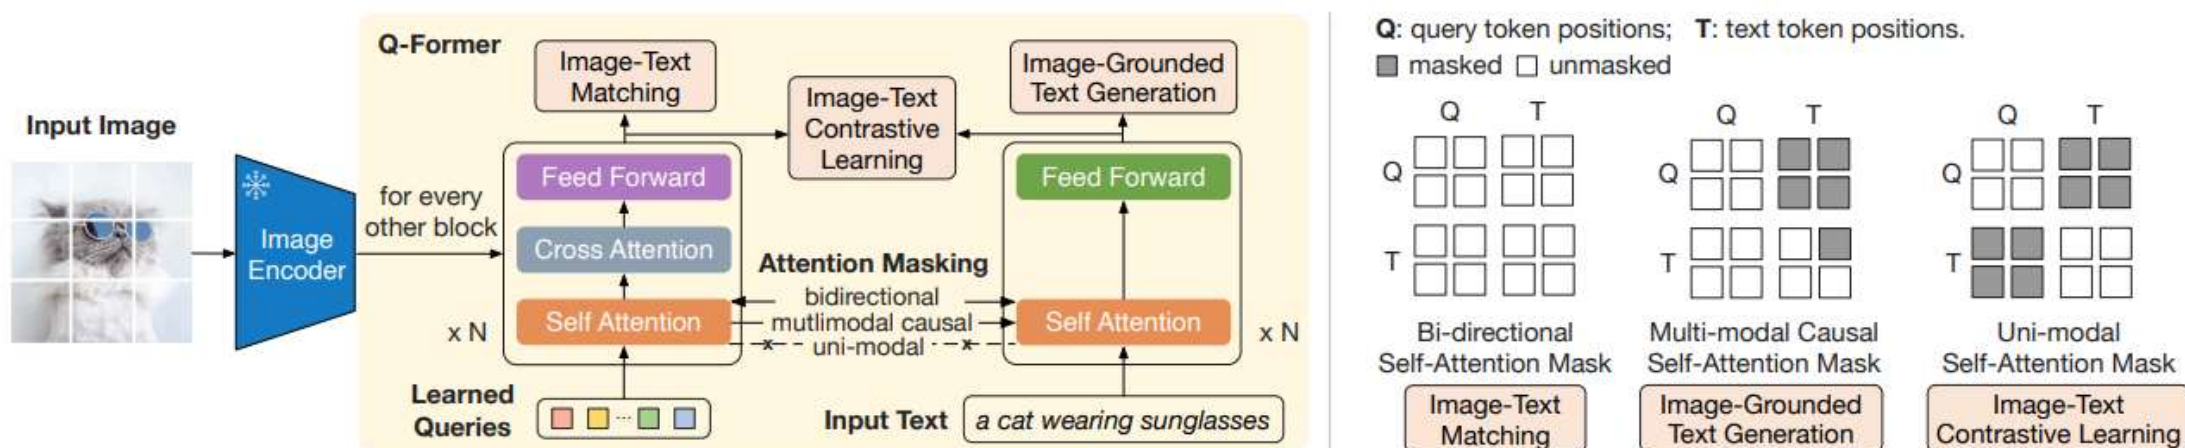 Q-Former
Input Image
Image
Encoder
for every
other block
Image-Text
Matching
Image-Text
Contrastive
Learning
Image-Grounded
Text Generation
Feed Forward
Cross Attention
Self Attention
x N
Feed Forward
Self Attention
x N
Attention Masking
bidirectional
mutlimodal causal
uni-modal
Learned
Queries
...
Input Text
a cat wearing sunglasses
Q: query token positions; T: text token positions.
masked unmasked
Q T
Q
T
Bi-directional
Self-Attention Mask
Image-Text
Matching
Q T
Q
T
Multi-modal Causal
Self-Attention Mask
Image-Grounded
Text Generation
Q T
Q
T
Uni-modal
Self-Attention Mask
Image-Text
Contrastive Learning